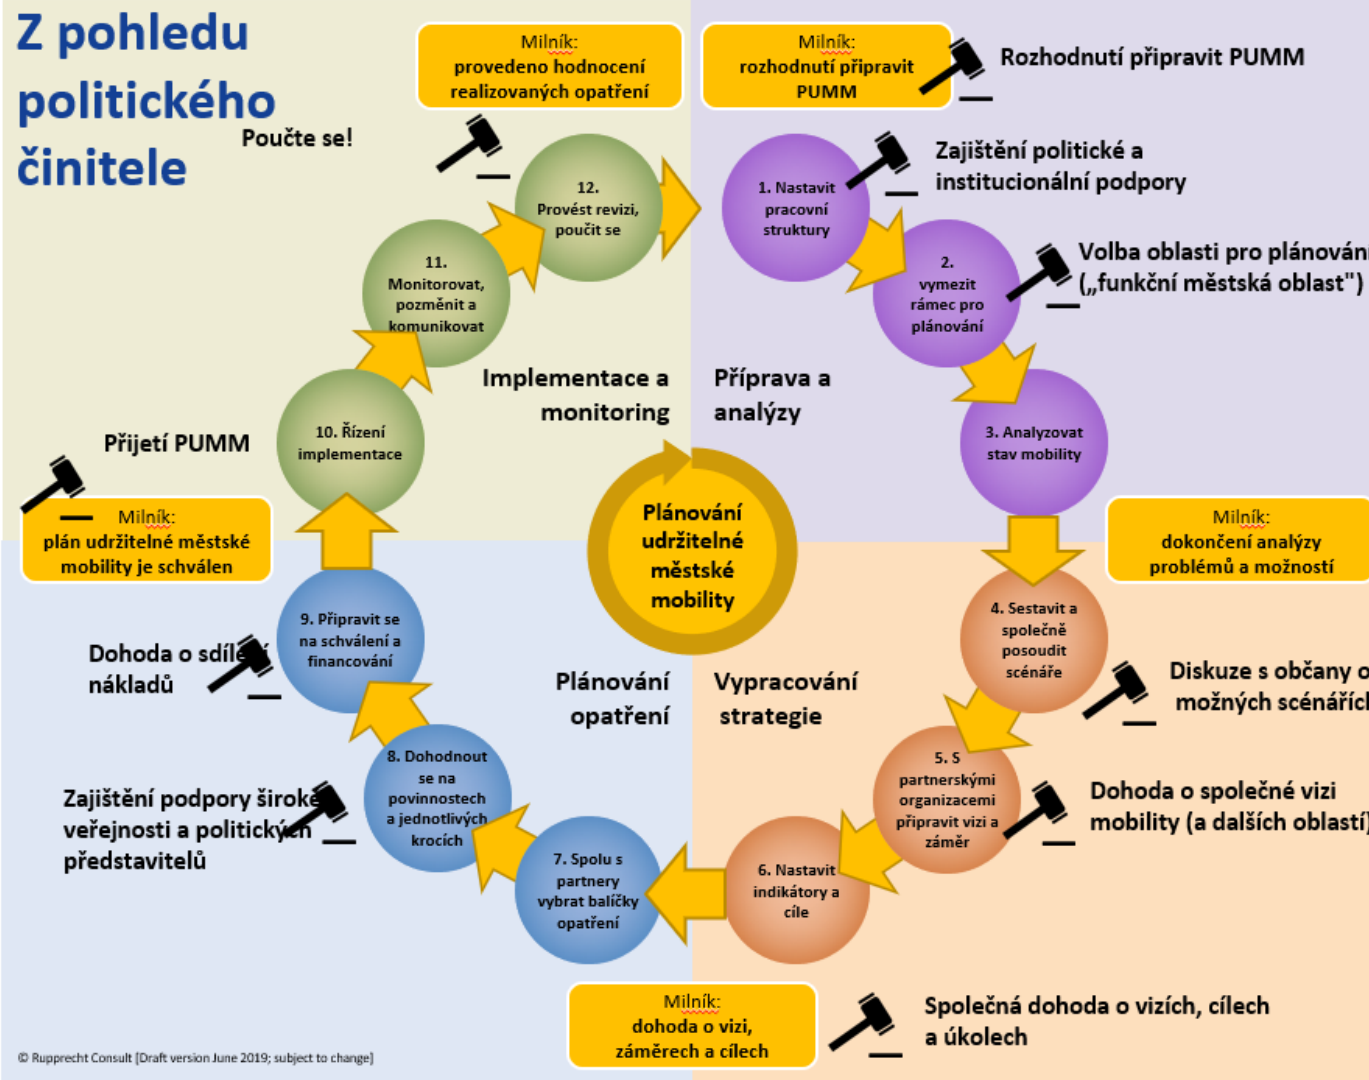 Z pohledu
politického
činitele
Milník:
provedeno hodnocení
realizovaných opatření
Milník:
rozhodnutí připravit
PUMM
Rozhodnutí připravit PUMM
Poučte se!
Zajištění politické a
institucionální podpory
12.
Provést revizi,
poučit se
1. Nastavit
pracovní
struktury
11.
Monitorovat,
pozměnit a
komunikovat
2.
vymezit
rámec pro
plánování
Volba oblasti pro plánování
(„funkční městská oblast")
Implementace a
monitoring
Příprava a
analýzy
10. Řízení
implementace
3. Analyzovat
stav mobility
Přijetí PUMM
Milník:
plán udržitelné městské
mobility je schválen
Plánování
udržitelné
městské
mobility
Milník:
dokončení analýzy
problémů a možností
9. Připravit se
na schválení a
financování
4. Sestavit a
společně
posoudit
scénáře
Dohoda o sdílení
nákladů
Plánování
opatření
Vypracování
strategie
Diskuze s občany o
možných scénářích
8. Dohodnout
se na
povinnostech
a jednotlivých
krocích
5. S
partnerskými
organizacemi
připravit vizi a
záměr
Zajištění podpory široké
veřejnosti a politických
představitelů
Dohoda o společné vizi
mobility (a dalších oblastí)
7. Spolu s
partnery
vybrat balíčky
opatření
6. Nastavit
indikátory a
cíle
Milník:
dohoda o vizi,
záměrech a cílech
Společná dohoda o vizích, cílech
a úkolech
© Rupprecht Consult [Draft version June 2019; subject to change]